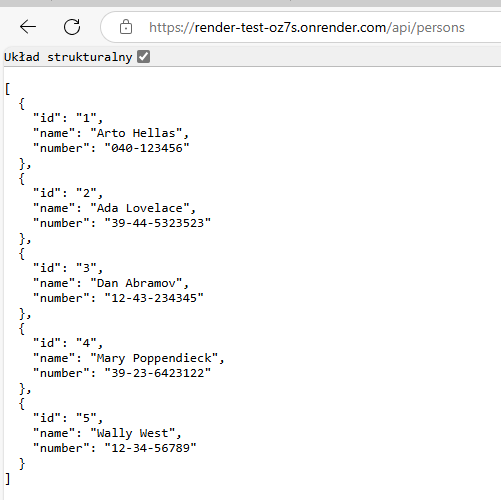 https://render-test-oz7s.onrender.com/api/persons
Układ strukturalny
[
  {
    "id": "1",
    "name": "Arto Hellas",
    "number": "040-123456"
  },
  {
    "id": "2",
    "name": "Ada Lovelace",
    "number": "39-44-5323523"
  },
  {
    "id": "3",
    "name": "Dan Abramov",
    "number": "12-43-234345"
  },
  {
    "id": "4",
    "name": "Mary Poppendieck",
    "number": "39-23-6423122"
  },
  {
    "id": "5",
    "name": "Wally West",
    "number": "12-34-56789"
  }
]